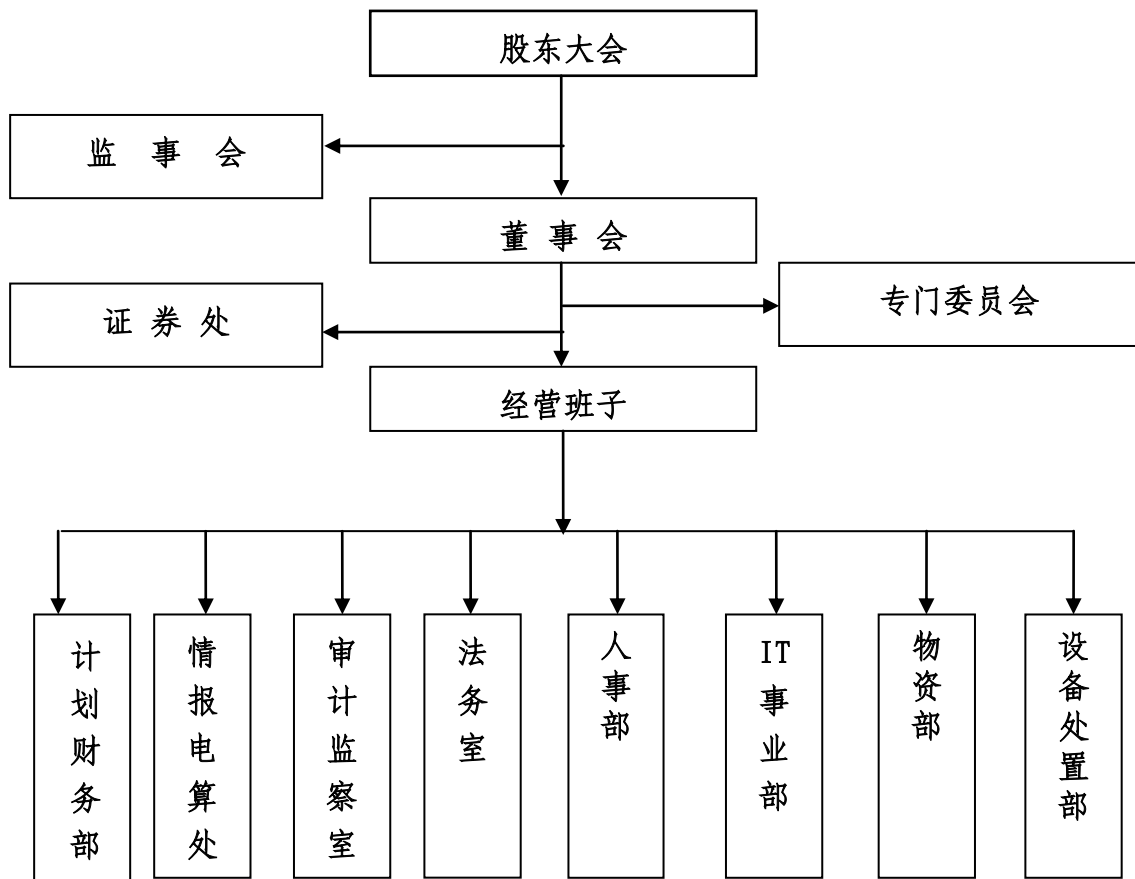 股东大会
监 事 会
董 事 会
专门委员会
证 券 处
经营班子
计划财务部
情报电算处
审计监察室
法务室
人事部
IT事业部
物资部
设备处置部